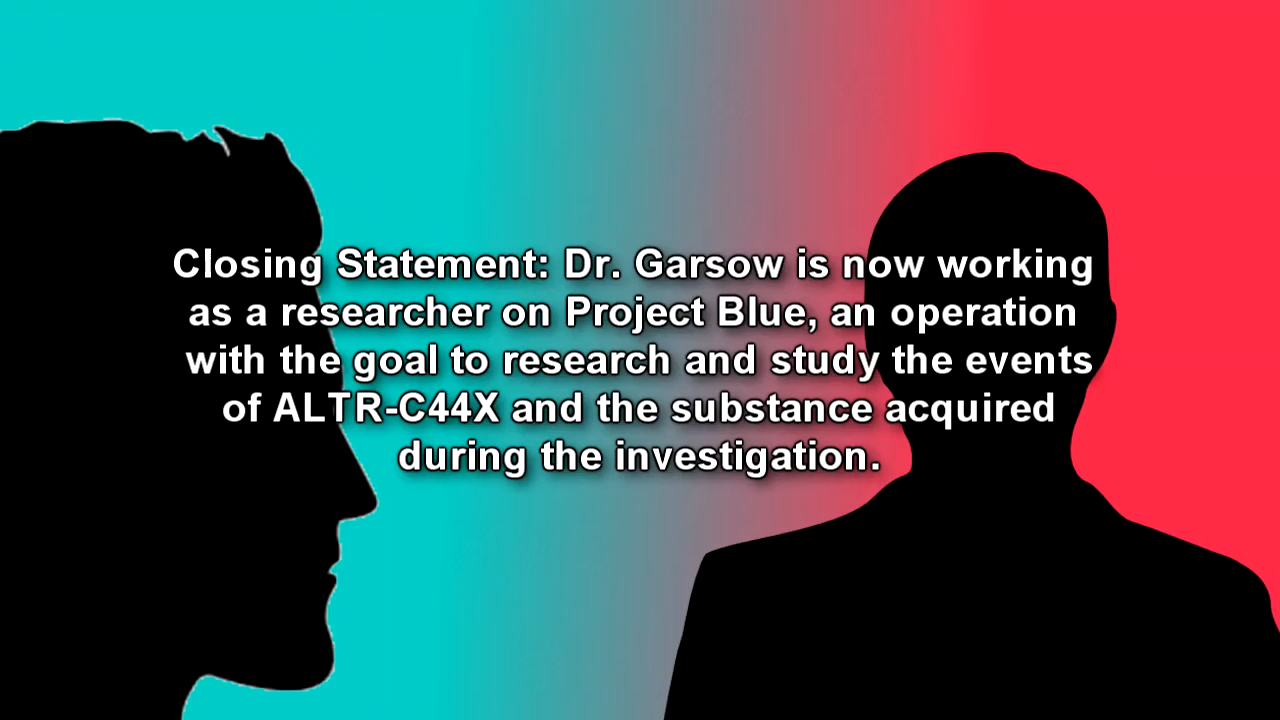 Closing Statement: Dr. Garsow is now working
as a researcher on Project Blue, an operation
with the goal to research and study the events
of ALTR-C44X and the substance acquired
during the investigation.